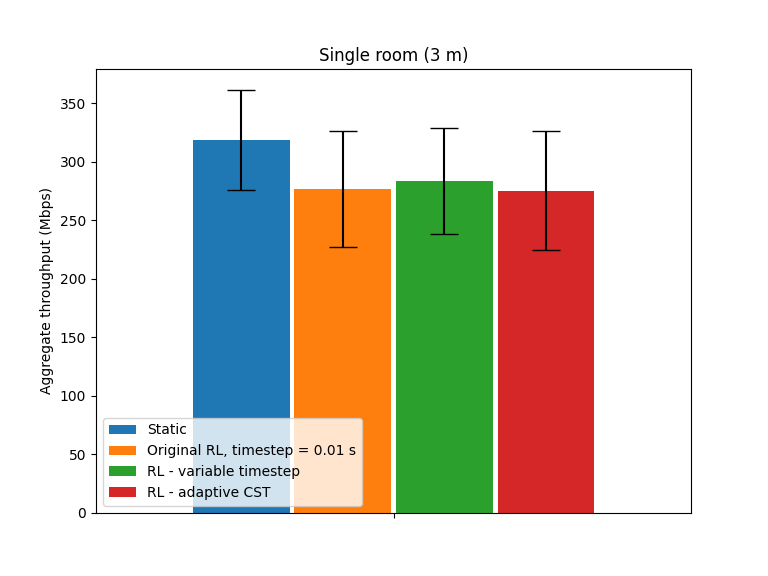 Single room (3 m)
Aggregate throughput (Mbps)
350
300
250
200
150
100
50
0
Static
Original RL, timestep = 0.01 s
RL - variable timestep
RL - adaptive CST